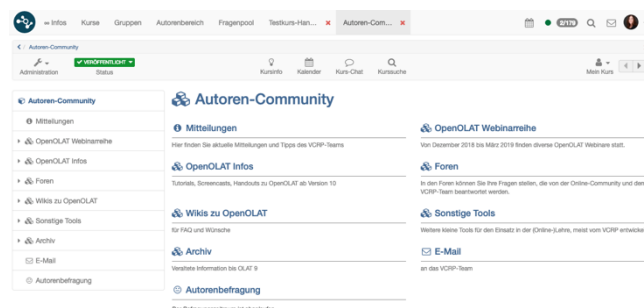 Infos Kurse Gruppen Autorenbereich Fragenpool Testkurs-Han... Autoren-Com... 2/179
/ Autoren-Community
Administration
VERÖFFENTLICHT
Status
Kursinfo Kalender Kurs-Chat Kurssuche
Mein Kurs
Autoren-Community
Mitteilungen
OpenOLAT Webinarreihe
OpenOLAT Infos
Foren
Wikis zu OpenOLAT
Sonstige Tools
Archiv
E-Mail
Autorenbefragung
Autoren-Community
Mitteilungen
Hier finden Sie aktuelle Mitteilungen und Tipps des VCRP-Teams
OpenOLAT Webinarreihe
Von Dezember 2018 bis März 2019 finden diverse OpenOLAT Webinare statt.
OpenOLAT Infos
Tutorials, Screencasts, Handouts zu OpenOLAT ab Version 10
Foren
In den Foren können Sie Ihre Fragen stellen, die von der Online-Community und dem
VCRP-Team beantwortet werden.
Wikis zu OpenOLAT
für FAQ und Wünsche
Sonstige Tools
Weitere kleine Tools für den Einsatz in der (Online-)Lehre, meist vom VCRP entwickel
Archiv
Veraltete Information bis OLAT 9
E-Mail
an das VCRP-Team
Autorenbefragung